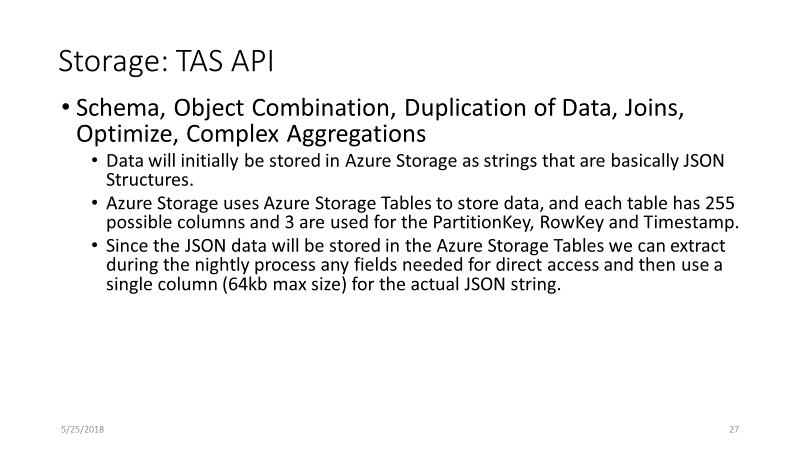 Storage: TAS API
• Schema, Object Combination, Duplication of Data, Joins,
Optimize, Complex Aggregations
• Data will initially be stored in Azure Storage as strings that are basically JSON
Structures.
• Azure Storage uses Azure Storage Tables to store data, and each table has 255
possible columns and 3 are used for the PartitionKey, RowKey and Timestamp.
• Since the JSON data will be stored in the Azure Storage Tables we can extract
during the nightly process any fields needed for direct access and then use a
single column (64kb max size) for the actual JSON string.
5/25/2018
27